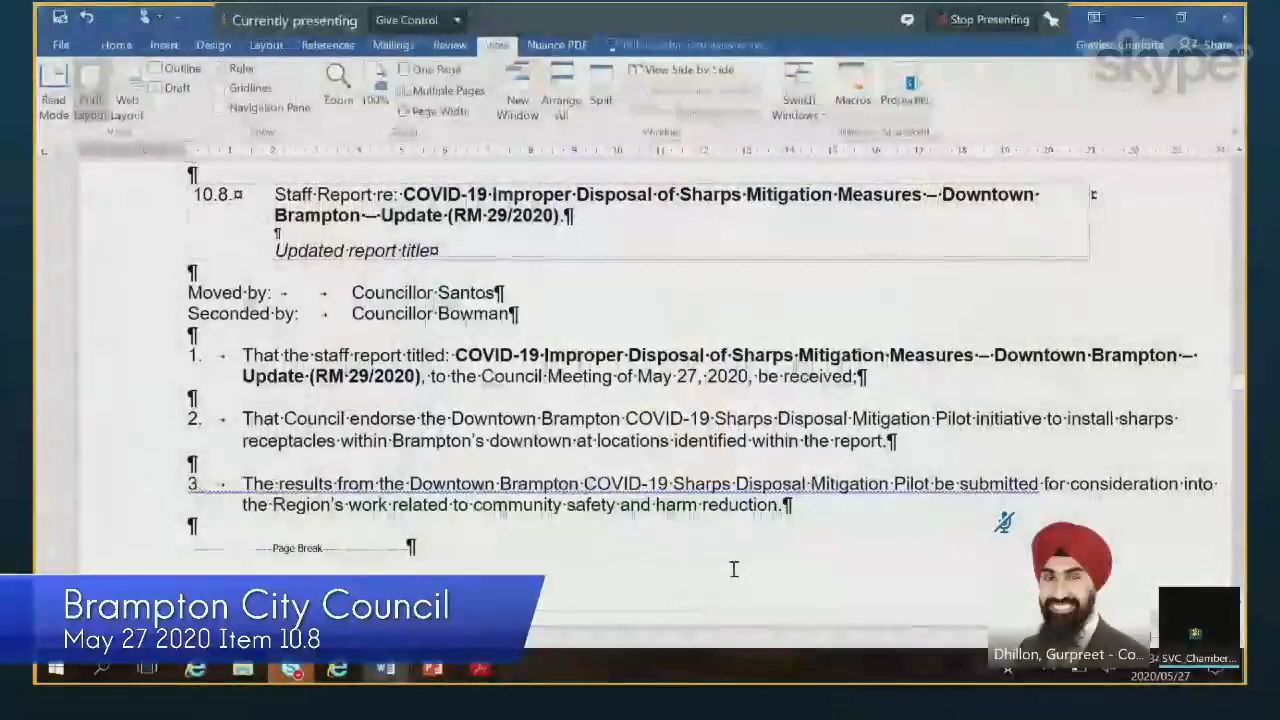 Currently presenting
Give Control
Stop Presenting
File Home Insert Design Layout References Mailings Review View Nuance PDF
Share
skype
Read Mode
Print Layout
Web Layout
Outline
Draft
Ruler
Gridlines
Navigation Pane
Zoom
100%
One Page
Multiple Pages
Page Width
New Window
Arrange All
Split
View Side by Side
Switch Windows
Macros
Properties
10.8.¤ Staff Report re: COVID-19 Improper Disposal of Sharps Mitigation Measures – Downtown
Brampton – Update (RM 29/2020).¶
¶
Updated report title¤
¶
Moved by: Councillor Santos¶
Seconded by: Councillor Bowman¶
¶
1. That the staff report titled: COVID-19 Improper Disposal of Sharps Mitigation Measures – Downtown Brampton –
Update (RM 29/2020), to the Council Meeting of May 27, 2020, be received;¶
¶
2. That Council endorse the Downtown Brampton COVID-19 Sharps Disposal Mitigation Pilot initiative to install sharps
receptacles within Brampton's downtown at locations identified within the report.¶
¶
3. The results from the Downtown Brampton COVID-19 Sharps Disposal Mitigation Pilot be submitted for consideration into
the Region's work related to community safety and harm reduction.¶
¶
Page Break ¶
Brampton City Council
May 27 2020 Item 10.8
Dhillon, Gurpreet - Co...
SVC_Chamber...
2020/05/27